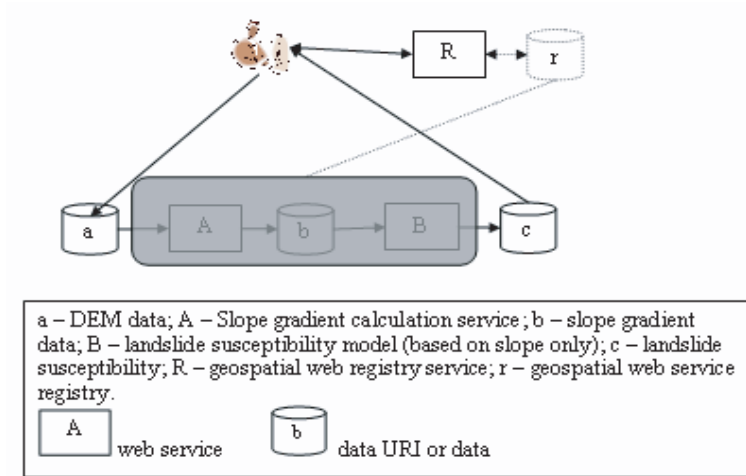 R
r
a
A
b
B
c
a – DEM data; A – Slope gradient calculation service; b – slope gradient
data; B – landslide susceptibility model (based on slope only); c – landslide
susceptibility; R – geospatial web registry service; r – geospatial web service
registry.
A
web service
b
data URI or data